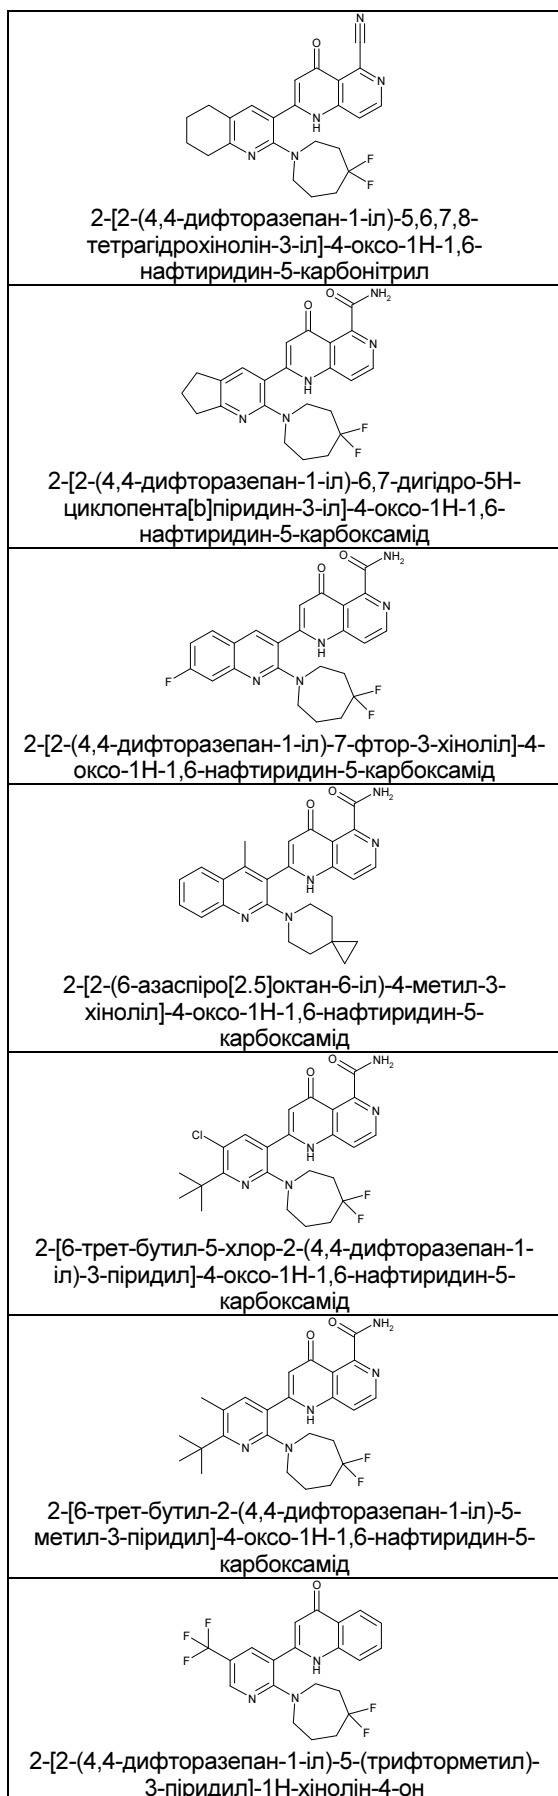 2-[2-(4,4-дифторазепан-1-іл)-5,6,7,8-
тетрагідрохінолін-3-іл]-4-оксо-1H-1,6-
нафтиридин-5-карбонітрил
2-[2-(4,4-дифторазепан-1-іл)-6,7-дигідро-5H-
циклопента[b]піридин-3-іл]-4-оксо-1H-1,6-
нафтиридин-5-карбоксамід
2-[2-(4,4-дифторазепан-1-іл)-7-фтор-3-хіноліл]-4-
оксо-1H-1,6-нафтиридин-5-карбоксамід
2-[2-(6-азаспіро[2.5]октан-6-іл)-4-метил-3-
хіноліл]-4-оксо-1H-1,6-нафтиридин-5-
карбоксамід
2-[6-трет-бутил-5-хлор-2-(4,4-дифторазепан-1-
іл)-3-піридил]-4-оксо-1H-1,6-нафтиридин-5-
карбоксамід
2-[6-трет-бутил-2-(4,4-дифторазепан-1-іл)-5-
метил-3-піридил]-4-оксо-1H-1,6-нафтиридин-5-
карбоксамід
2-[2-(4,4-дифторазепан-1-іл)-5-(трифторметил)-
3-піридил]-1H-хінолін-4-он